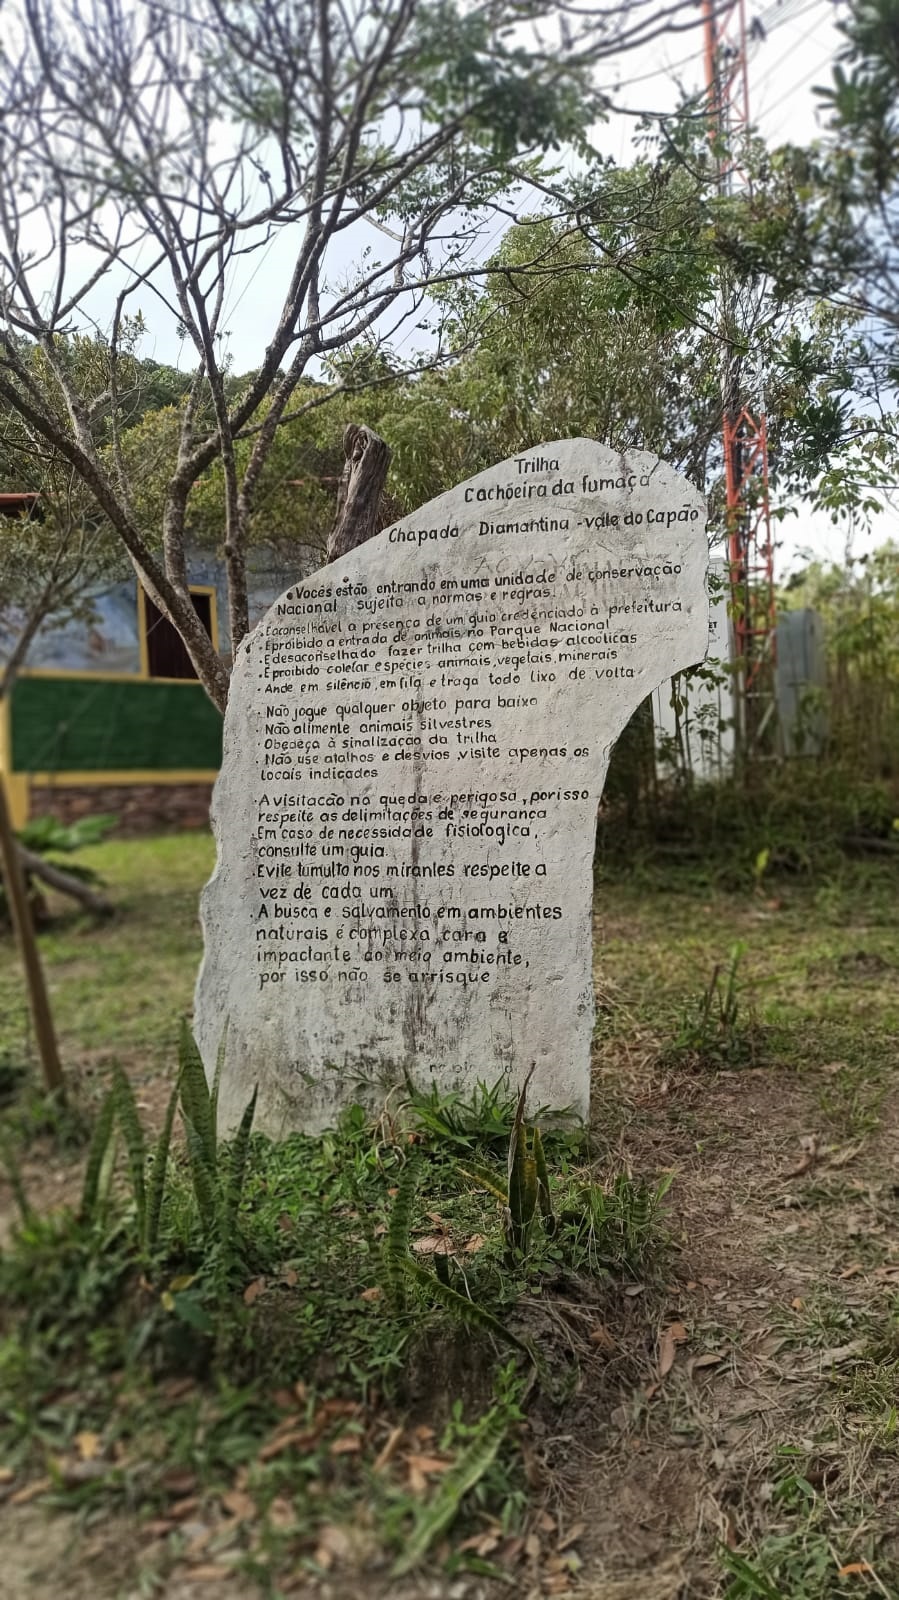 Trilha
Cachõeira da fumaça
Chapada Diamantina - vale do Capão
• Vocês estão entrando em uma unidade de conservação
Nacional sujeita a normas e regras.
• É aconselhável a presença de um guia credenciado à prefeitura
• É proibido a entrada de animais no Parque Nacional
• É desaconselhado fazer trilha com bebidas alcoólicas
• É proibido coletar espécies animais, vegetais, minerais
• Ande em silêncio, em fila e traga todo lixo de volta
• Não jogue qualquer objeto para baixo
• Não alimente animais silvestres
Obedeça à sinalização da trilha
• Não use atalhos e desvios, visite apenas os
locais indicados
• A visitacão na queda é perigosa, por isso
respeite as delimitações de segurança
• Em caso de necessidade fisiologica,
consulte um guia.
• Evite tumulto nos mirantes respeite a
vez de cada um
• A busca e salvamento em ambientes
naturais é complexa, cara e
impactante ao meio ambiente,
por isso não se arrisque